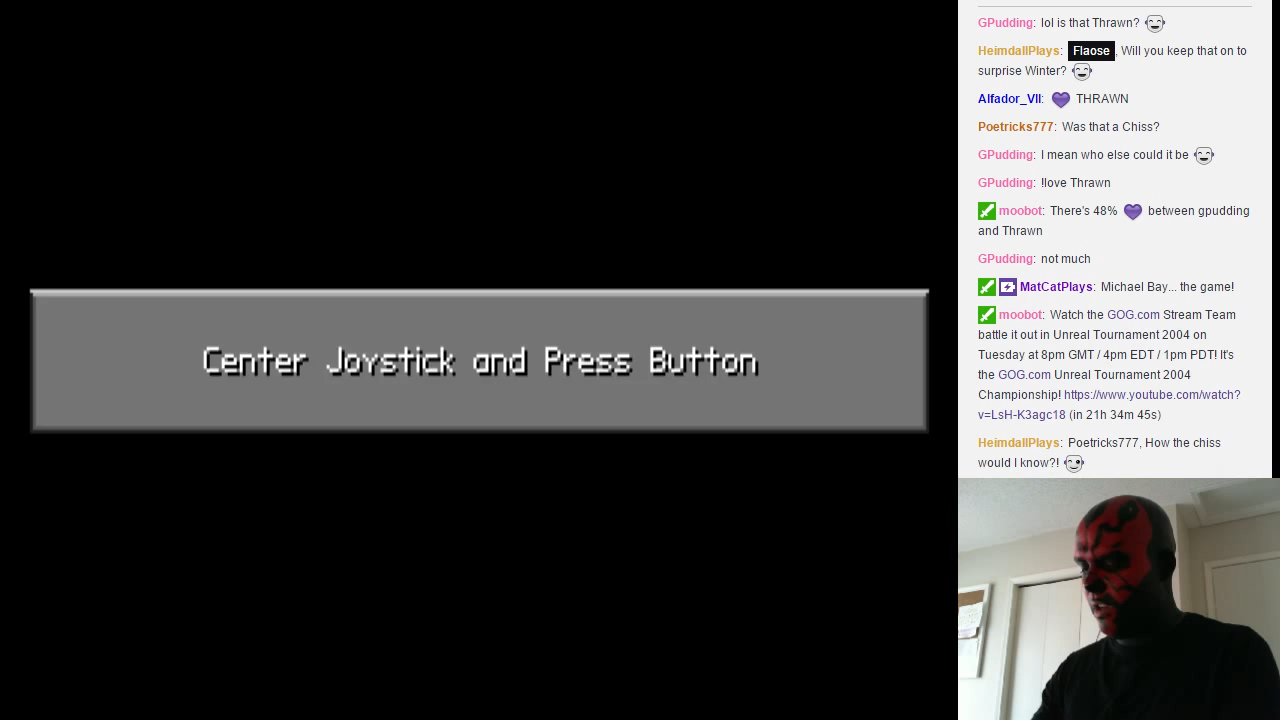 Center Joystick and Press Button
GPudding: lol is that Thrawn?
HeimdallPlays: Flaose, Will you keep that on to
surprise Winter?
Alfador_VII: THRAWN
Poetricks777: Was that a Chiss?
GPudding: I mean who else could it be
GPudding: !love Thrawn
moobot: There's 48% between gpudding
and Thrawn
GPudding: not much
MatCatPlays: Michael Bay... the game!
moobot: Watch the GOG.com Stream Team
battle it out in Unreal Tournament 2004 on
Tuesday at 8pm GMT / 4pm EDT / 1pm PDT! It's
the GOG.com Unreal Tournament 2004
Championship! https://www.youtube.com/watch?
v=LsH-K3agc18 (in 21h 34m 45s)
HeimdallPlays: Poetricks777, How the chiss
would I know?!